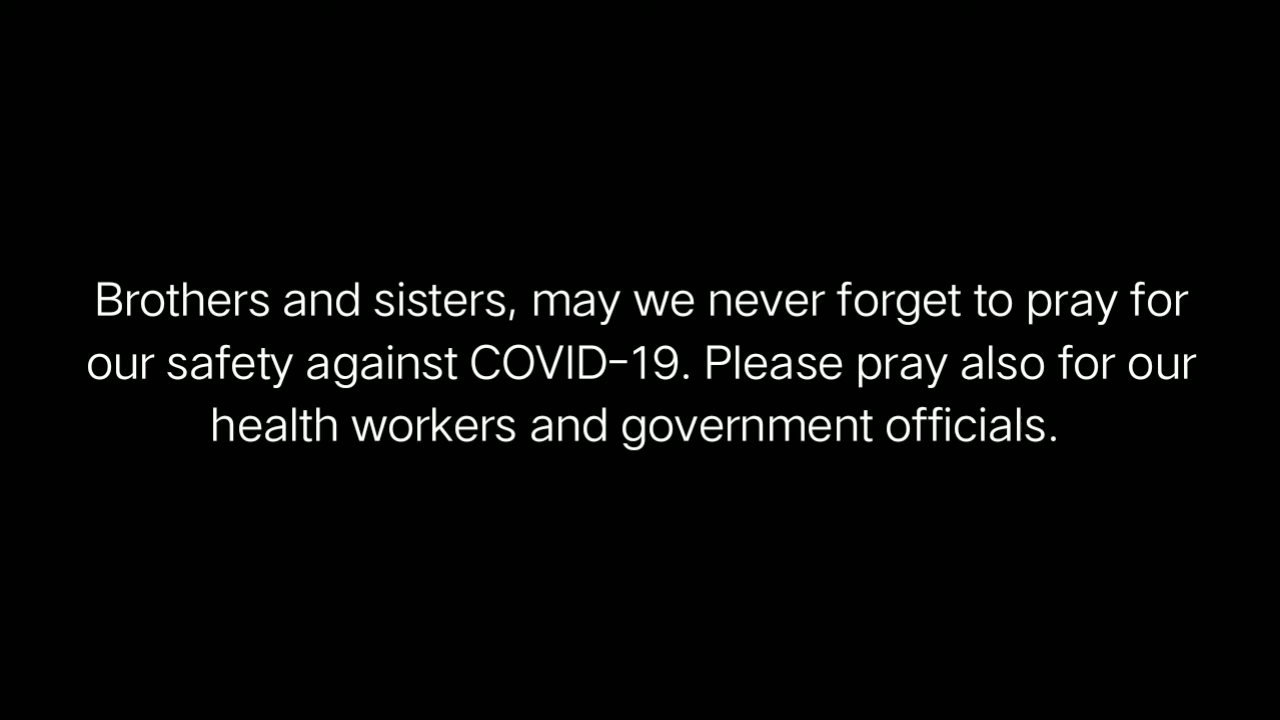 Brothers and sisters, may we never forget to pray for
our safety against COVID-19. Please pray also for our
health workers and government officials.